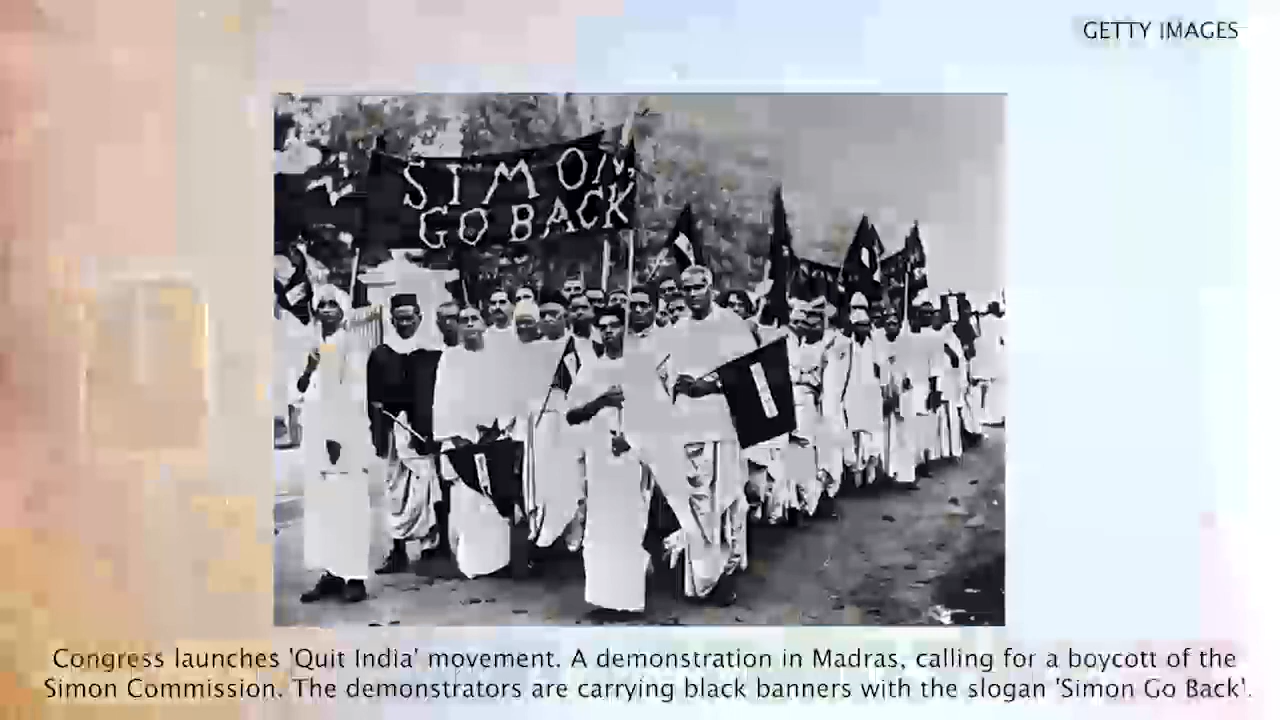 GETTY IMAGES
SIMON,
GO BACK
Congress launches 'Quit India' movement. A demonstration in Madras, calling for a boycott of the
Simon Commission. The demonstrators are carrying black banners with the slogan 'Simon Go Back'.